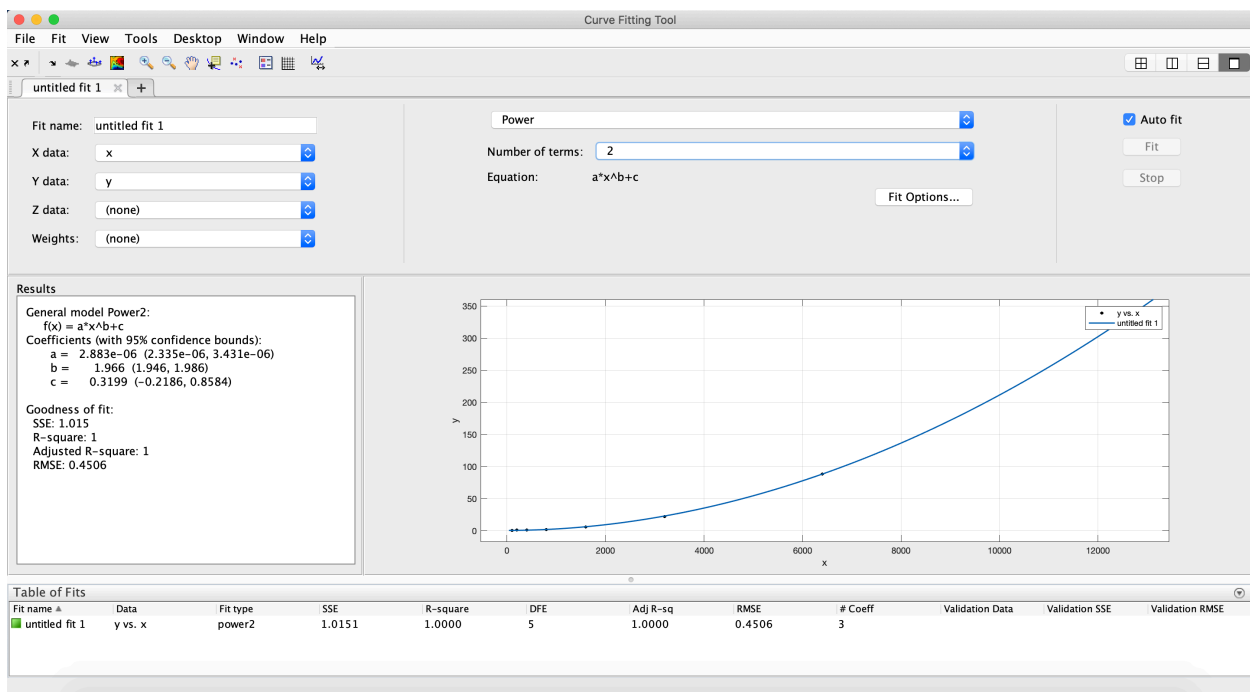 Curve Fitting Tool
File Fit View Tools Desktop Window Help
untitled fit 1
Fit name: untitled fit 1
X data: x
Y data: y
Z data: (none)
Weights: (none)
Power
Number of terms: 2
Equation: a*x^b+c
Fit Options...
Auto fit
Fit
Stop
Results
General model Power2:
f(x) = a*x^b+c
Coefficients (with 95% confidence bounds):
a = 2.883e-06 (2.335e-06, 3.431e-06)
b = 1.966 (1.946, 1.986)
c = 0.3199 (-0.2186, 0.8584)
Goodness of fit:
SSE: 1.015
R-square: 1
Adjusted R-square: 1
RMSE: 0.4506
350
300
250
200
150
100
50
0
y
0 2000 4000 6000 8000 10000 12000
x
y vs. x
untitled fit 1
Table of Fits
Fit name Data Fit type SSE R-square DFE Adj R-sq RMSE # Coeff Validation Data Validation SSE Validation RMSE
untitled fit 1 y vs. x power2 1.0151 1.0000 5 1.0000 0.4506 3